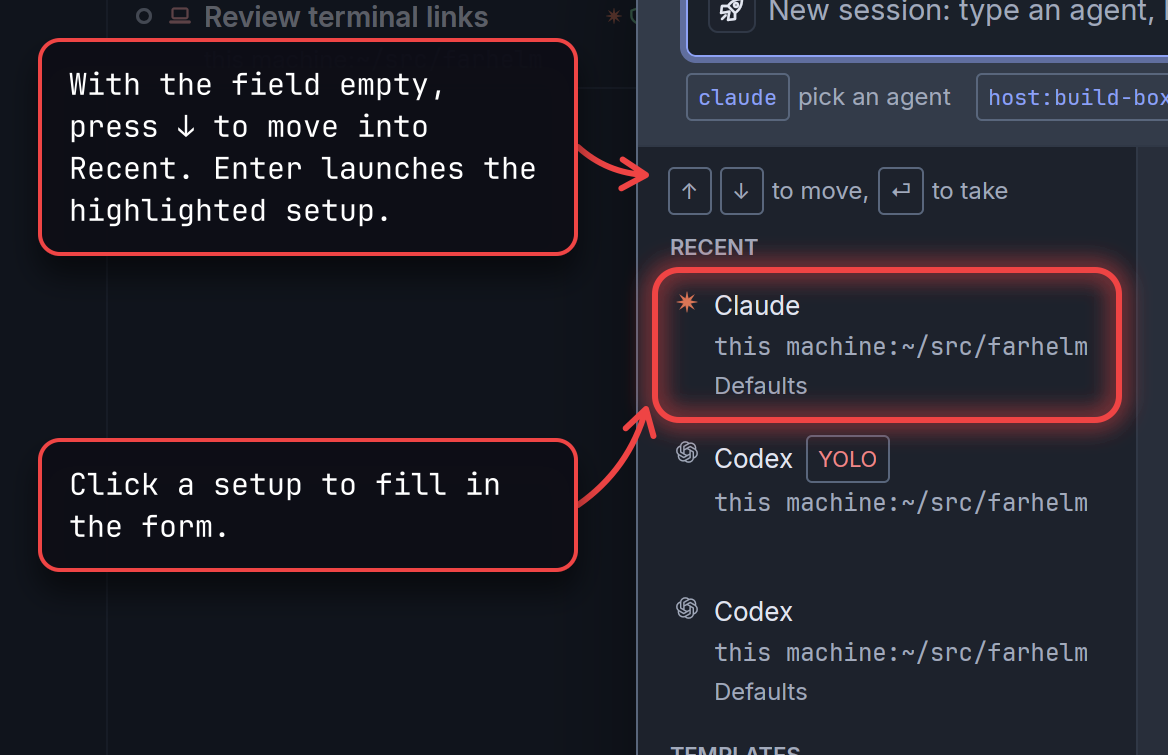 Review terminal links
New session: type an agent,
With the field empty,
press ↓ to move into
Recent. Enter launches the
highlighted setup.
claude pick an agent host:build-box
↑ ↓ to move, ↵ to take
RECENT
Claude
this machine:~/src/farhelm
Defaults
Click a setup to fill in
the form.
Codex YOLO
this machine:~/src/farhelm
Codex
this machine:~/src/farhelm
Defaults
TEMPLATES